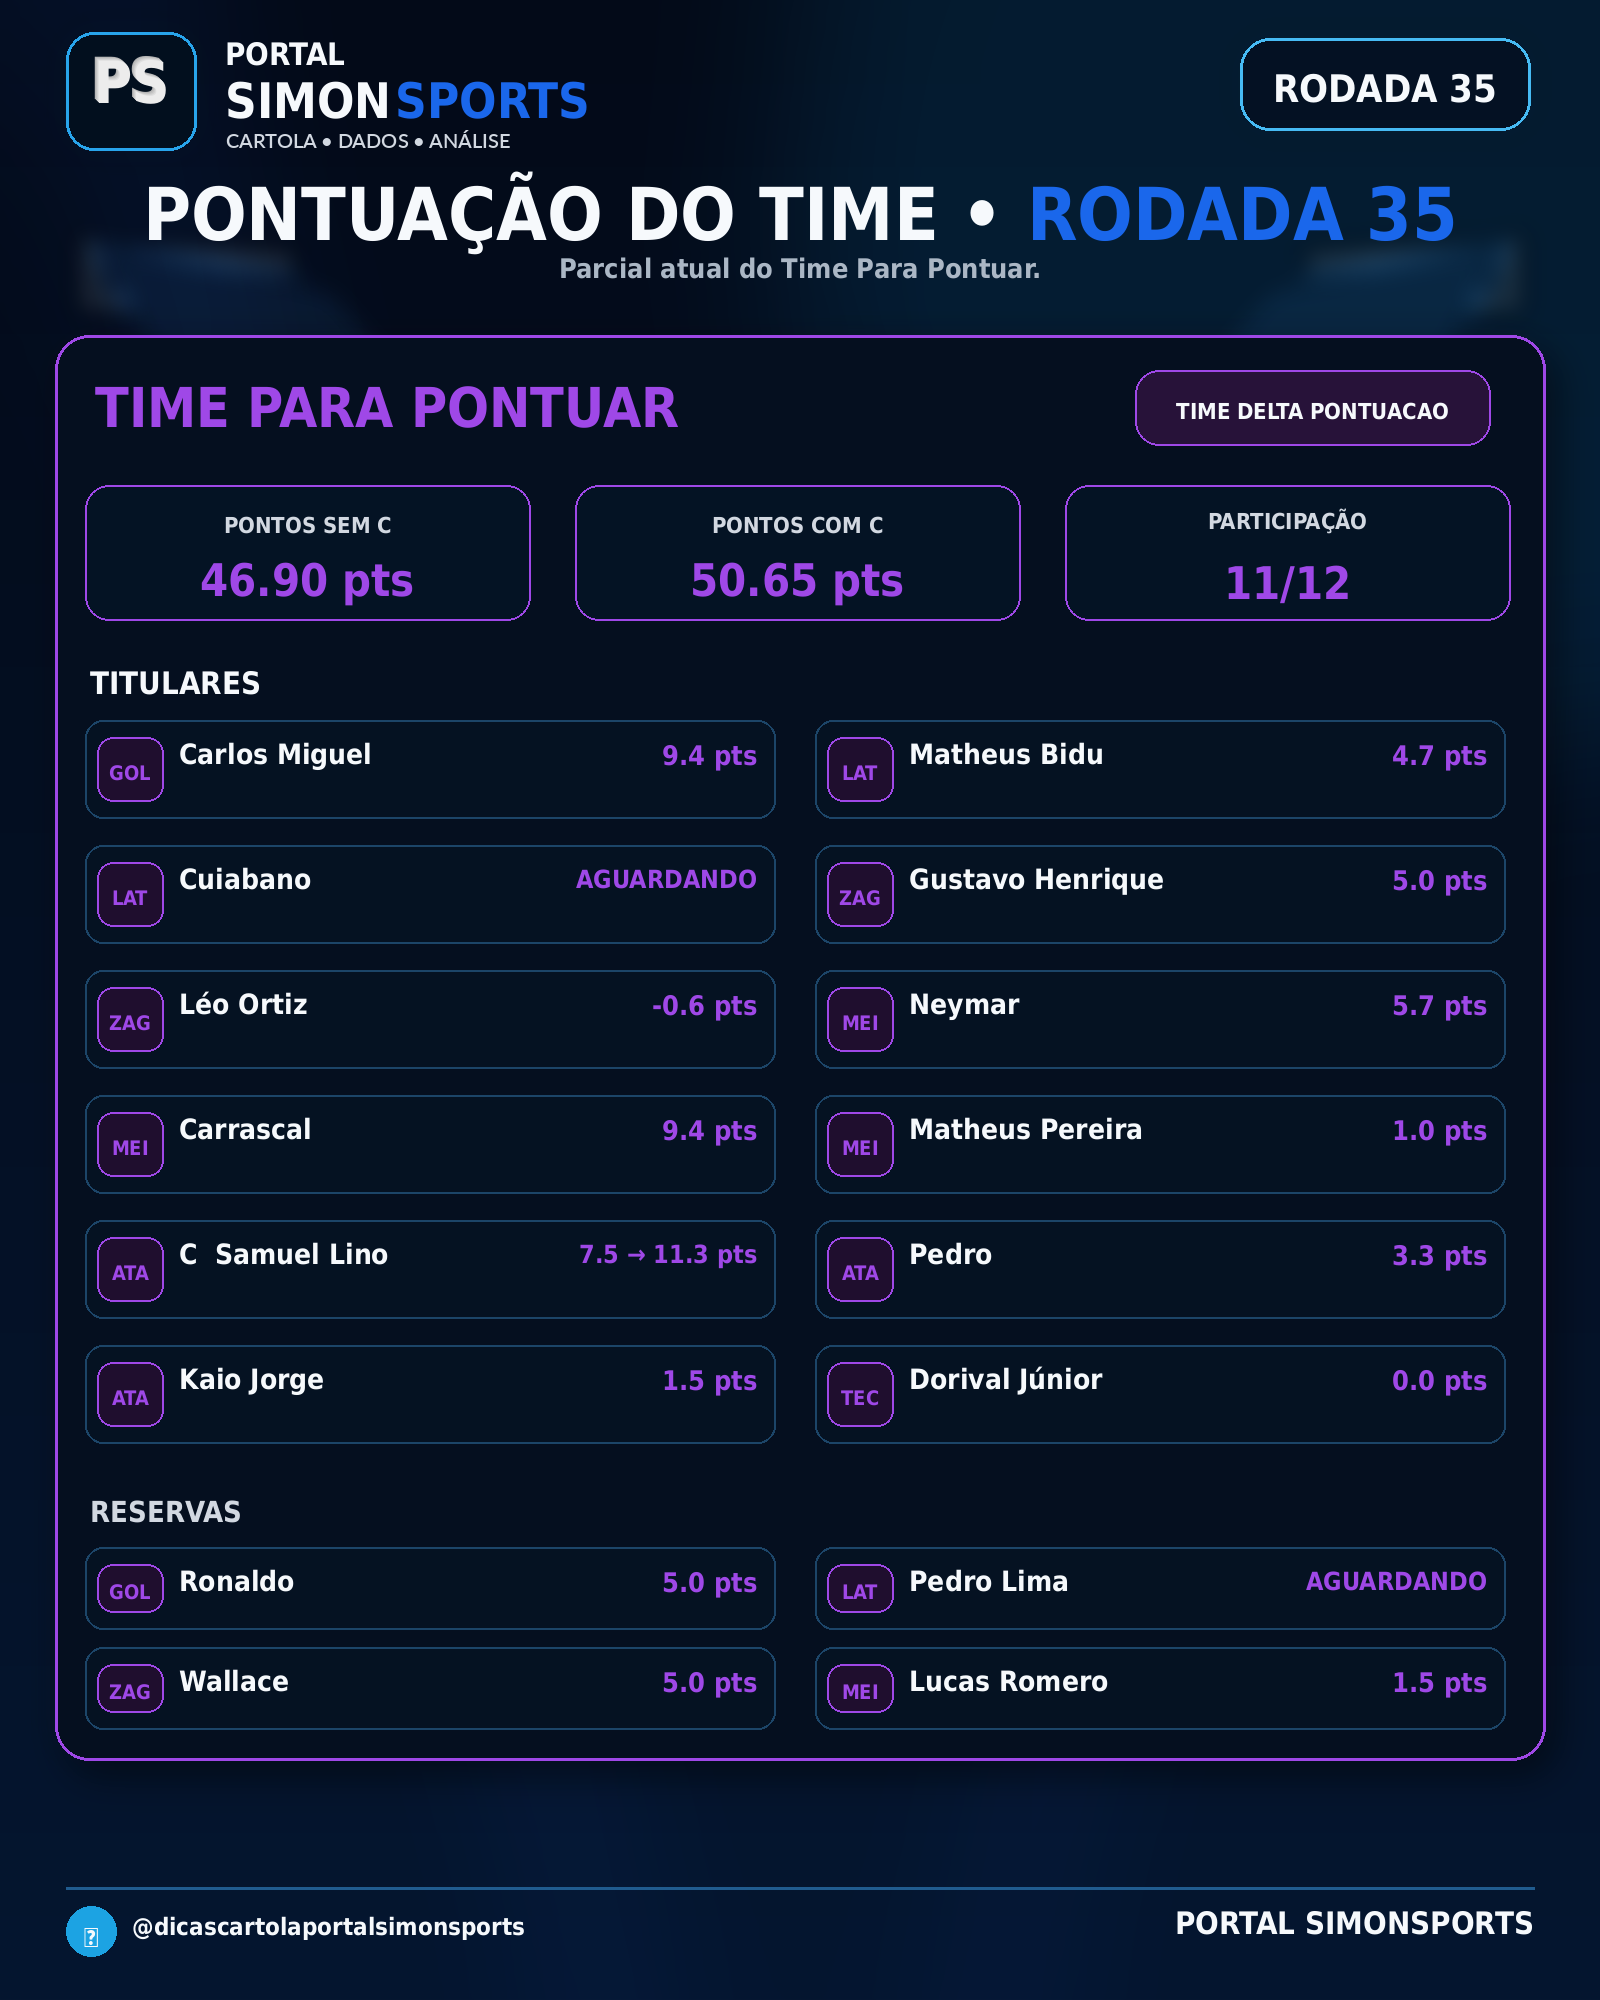 PS
PORTAL
SIMONSPORTS
CARTOLA • DADOS • ANÁLISE
RODADA 35
PONTUAÇÃO DO TIME • RODADA 35
Parcial atual do Time Para Pontuar.
TIME PARA PONTUAR
TIME DELTA PONTUACAO
PONTOS SEM C
46.90 pts
PONTOS COM C
50.65 pts
PARTICIPAÇÃO
11/12
TITULARES
GOL Carlos Miguel 9.4 pts
LAT Matheus Bidu 4.7 pts
LAT Cuiabano AGUARDANDO
ZAG Gustavo Henrique 5.0 pts
ZAG Léo Ortiz -0.6 pts
MEI Neymar 5.7 pts
MEI Carrascal 9.4 pts
MEI Matheus Pereira 1.0 pts
ATA C Samuel Lino 7.5 → 11.3 pts
ATA Pedro 3.3 pts
ATA Kaio Jorge 1.5 pts
TEC Dorival Júnior 0.0 pts
RESERVAS
GOL Ronaldo 5.0 pts
LAT Pedro Lima AGUARDANDO
ZAG Wallace 5.0 pts
MEI Lucas Romero 1.5 pts
@dicascartolaportalsimonsports
PORTAL SIMONSPORTS